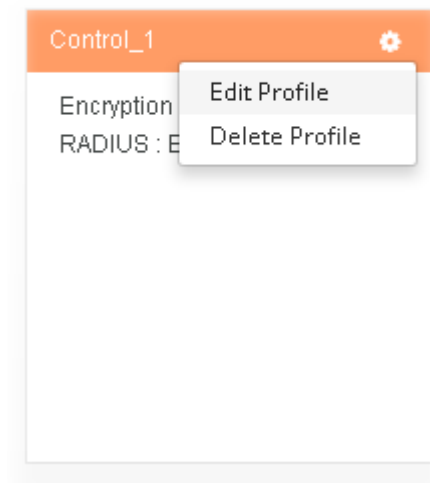 Control_1
Edit Profile
Encryption
Delete Profile
RADIUS :